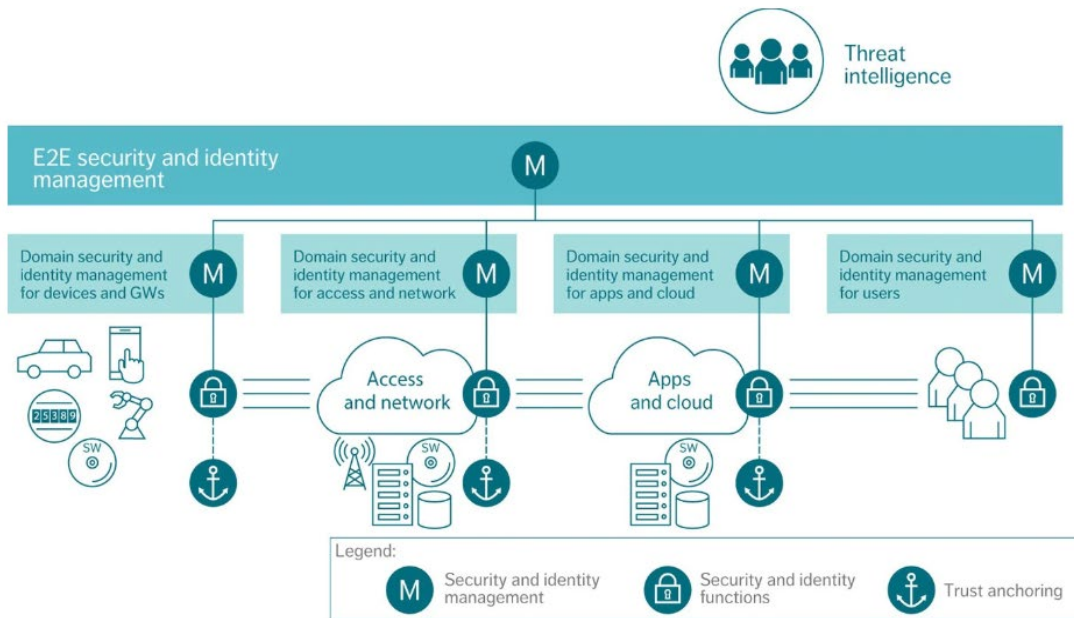 Threat
intelligence
E2E security and identity
management
M
Domain security and
identity management
for devices and GWs
M
Domain security and
identity management
for access and network
M
Domain security and
identity management
for apps and cloud
M
Domain security and
identity management
for users
M
25389
SW
Access
and network
SW
Apps
and cloud
SW
Legend:
M
Security and identity
management
Security and identity
functions
Trust anchoring